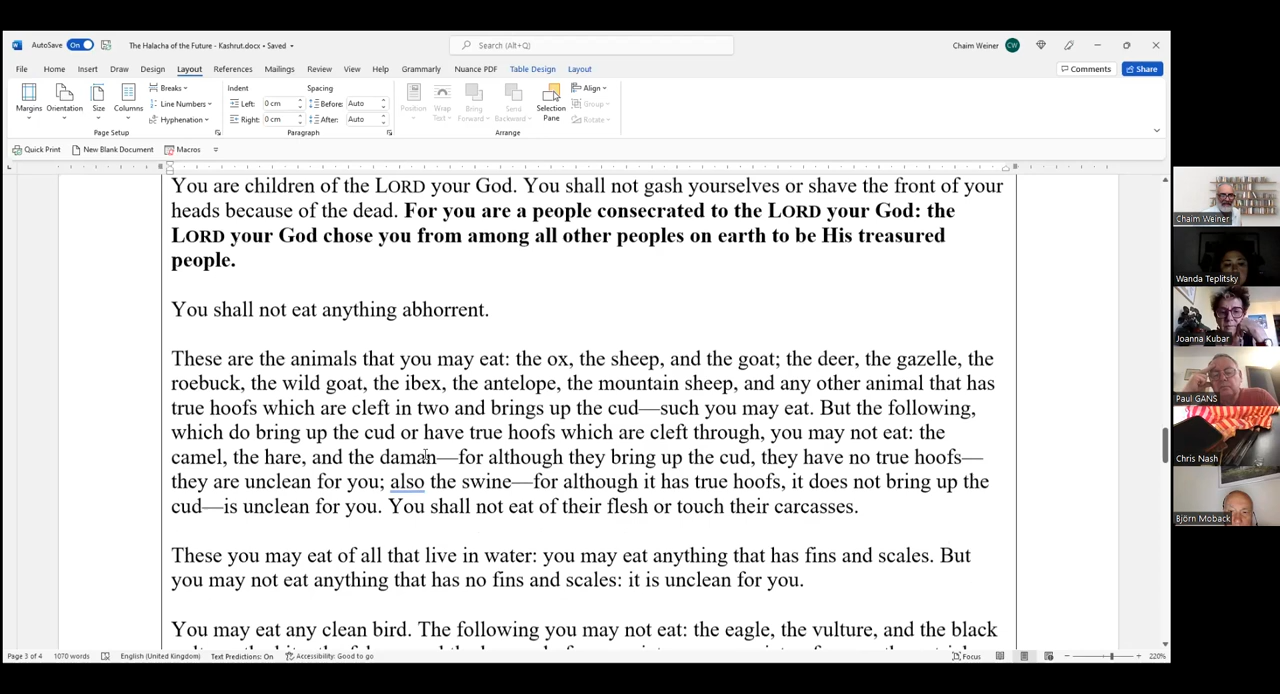 AutoSave On The Halacha of the Future - Kashrut.docx • Saved Search (Alt+Q) Chaim Weiner CW
File Home Insert Draw Design Layout References Mailings Review View Help Grammarly Nuance PDF Table Design Layout Comments Share
Margins Orientation Size Columns Breaks Line Numbers Hyphenation
Page Setup
Indent Spacing
Left: 0 cm Before: Auto
Right: 0 cm After: Auto
Paragraph
Position Wrap Text Bring Forward Send Backward Selection Pane Align Group Rotate
Arrange
Quick Print New Blank Document Macros
You are children of the LORD your God. You shall not gash yourselves or shave the front of your
heads because of the dead. For you are a people consecrated to the LORD your God: the
LORD your God chose you from among all other peoples on earth to be His treasured
people.
You shall not eat anything abhorrent.
These are the animals that you may eat: the ox, the sheep, and the goat; the deer, the gazelle, the
roebuck, the wild goat, the ibex, the antelope, the mountain sheep, and any other animal that has
true hoofs which are cleft in two and brings up the cud—such you may eat. But the following,
which do bring up the cud or have true hoofs which are cleft through, you may not eat: the
camel, the hare, and the daman—for although they bring up the cud, they have no true hoofs—
they are unclean for you; also the swine—for although it has true hoofs, it does not bring up the
cud—is unclean for you. You shall not eat of their flesh or touch their carcasses.
These you may eat of all that live in water: you may eat anything that has fins and scales. But
you may not eat anything that has no fins and scales: it is unclean for you.
You may eat any clean bird. The following you may not eat: the eagle, the vulture, and the black
Page 3 of 4 1070 words English (United Kingdom) Text Predictions: On Accessibility: Good to go Focus 220%
Chaim Weiner
Wanda Teplitsky
Joanna Kubar
Paul GANS
Chris Nash
Björn Moback